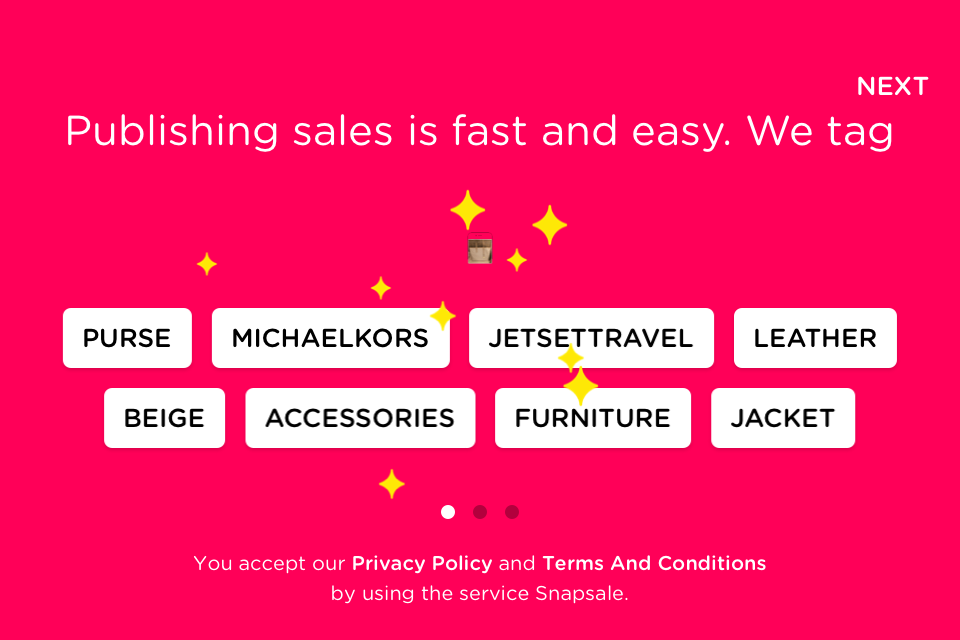 NEXT
Publishing sales is fast and easy. We tag
PURSE MICHAELKORS JETSETTRAVEL LEATHER
BEIGE ACCESSORIES FURNITURE JACKET
You accept our Privacy Policy and Terms And Conditions
by using the service Snapsale.